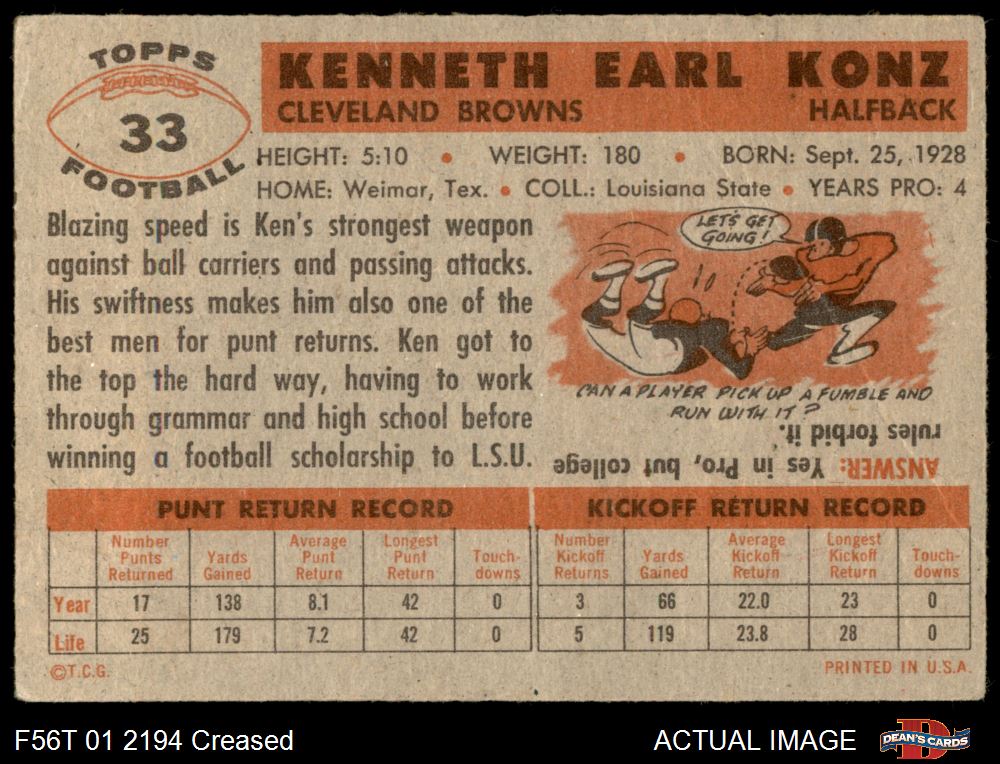 TOPPS
33
FOOTBALL
KENNETH EARL KONZ
CLEVELAND BROWNS HALFBACK
HEIGHT: 5:10 • WEIGHT: 180 • BORN: Sept. 25, 1928
HOME: Weimar, Tex. • COLL.: Louisiana State • YEARS PRO: 4
Blazing speed is Ken's strongest weapon
against ball carriers and passing attacks.
His swiftness makes him also one of the
best men for punt returns. Ken got to
the top the hard way, having to work
through grammar and high school before
winning a football scholarship to L.S.U.
LET'S GET
GOING!
CAN A PLAYER PICK UP A FUMBLE AND
RUN WITH IT?
ANSWER: Yes in Pro, but college
rules forbid it.
PUNT RETURN RECORD
Number Punts Returned Yards Gained Average Punt Return Longest Punt Return Touch-downs
Year 17 138 8.1 42 0
Life 25 179 7.2 42 0
KICKOFF RETURN RECORD
Number Kickoff Returns Yards Gained Average Kickoff Return Longest Kickoff Return Touch-downs
3 66 22.0 23 0
5 119 23.8 28 0
©T.C.G. PRINTED IN U.S.A.
F56T 01 2194 Creased ACTUAL IMAGE
D
DEAN'S CARDS